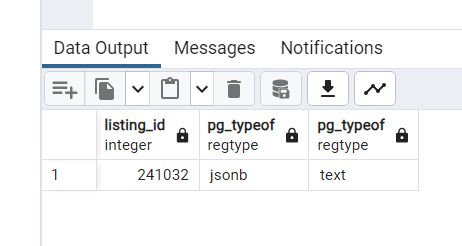 Data Output Messages Notifications
listing_id pg_typeof pg_typeof
integer regtype regtype
1 241032 jsonb text